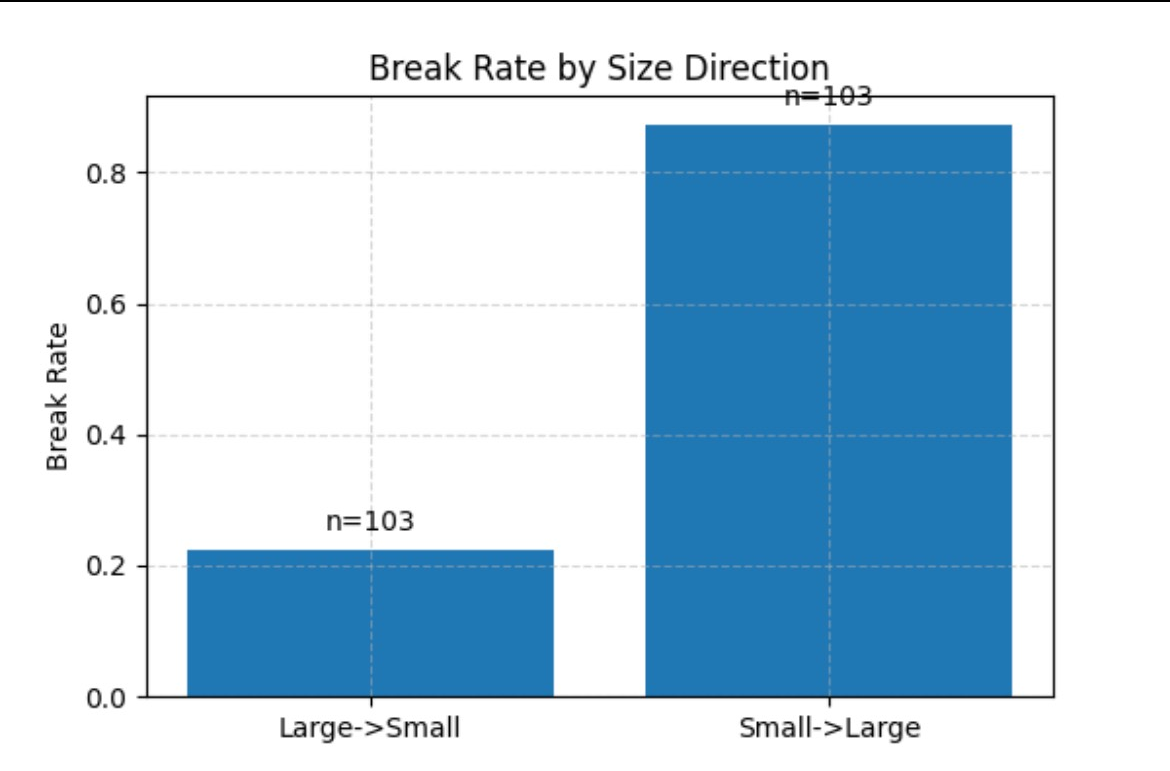 Break Rate by Size Direction
n=103
0.8
0.6
0.4
n=103
0.2
0.0
Break Rate
Large->Small
Small->Large